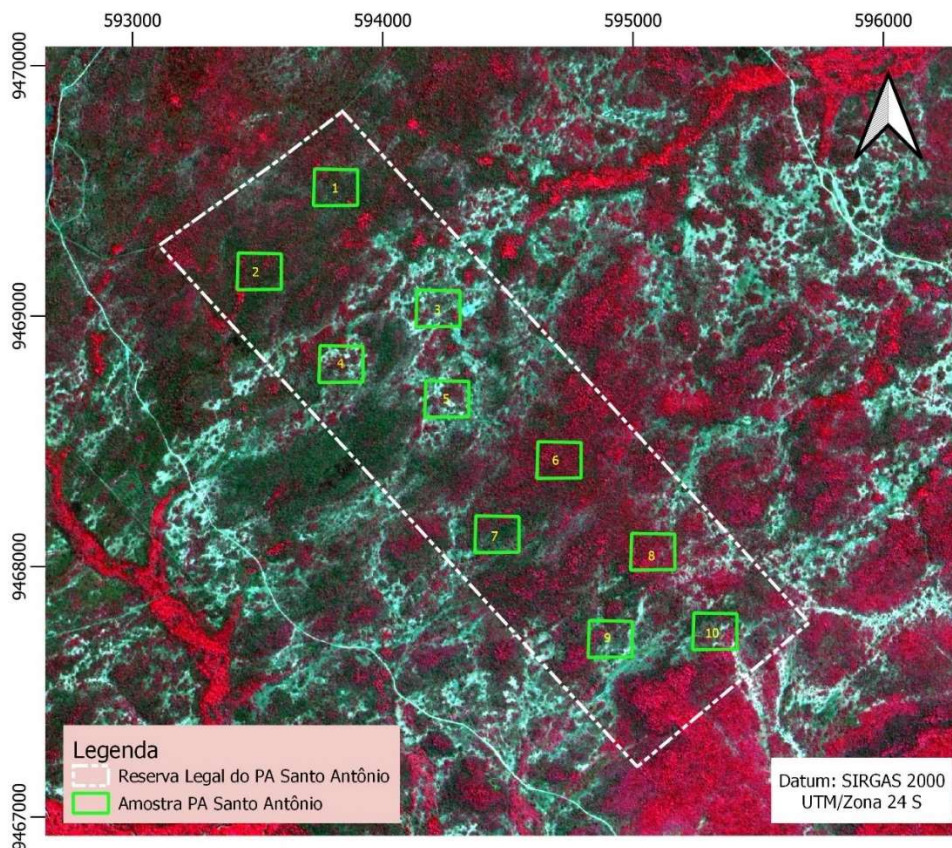 593000 594000 595000 596000
9470000
9469000
9468000
9467000
1
2
3
4
5
6
7
8
9
10
Legenda
Reserva Legal do PA Santo Antônio
Amostra PA Santo Antônio
Datum: SIRGAS 2000
UTM/Zona 24 S